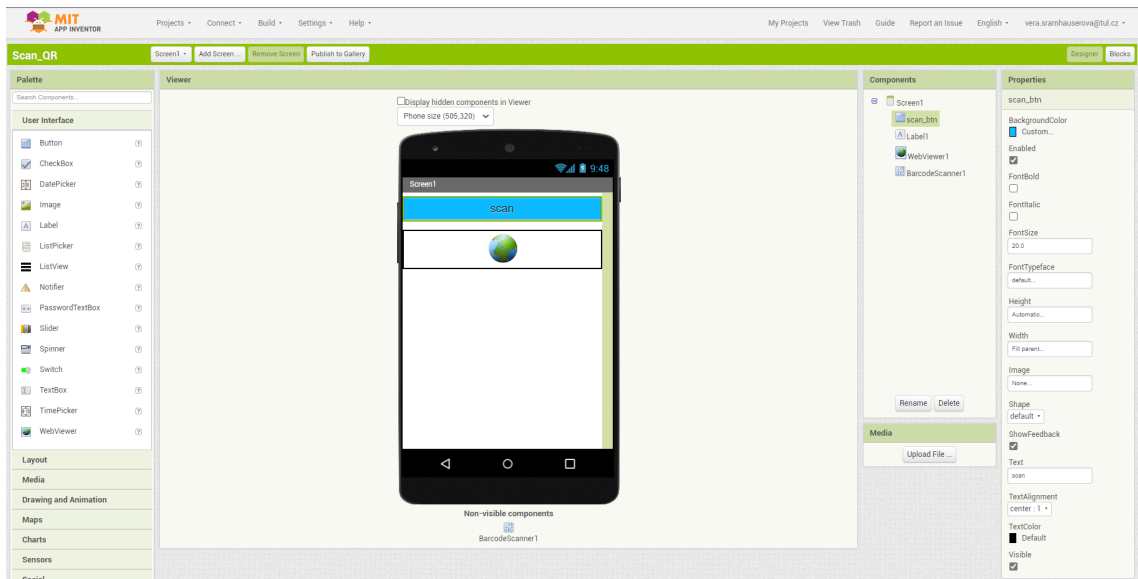 MIT
APP INVENTOR
Projects
Connect
Build
Settings
Help
My Projects
View Trash
Guide
Report an Issue
English
vera.sramhauserova@tul.cz
Scan_QR
Screen1
Add Screen ...
Remove Screen
Publish to Gallery
Designer
Blocks
Palette
Search Components...
User Interface
Button
CheckBox
DatePicker
Image
Label
ListPicker
ListView
Notifier
PasswordTextBox
Slider
Spinner
Switch
TextBox
TimePicker
WebViewer
Layout
Media
Drawing and Animation
Maps
Charts
Sensors
Viewer
Display hidden components in Viewer
Phone size (505,320)
9:48
Screen1
scan
Non-visible components
BarcodeScanner1
Components
Screen1
scan_btn
A Label1
WebViewer1
BarcodeScanner1
Rename
Delete
Media
Upload File ...
Properties
scan_btn
BackgroundColor
Custom...
Enabled
FontBold
FontItalic
FontSize
20.0
FontTypeface
default...
Height
Automatic...
Width
Fill parent...
Image
None...
Shape
default
ShowFeedback
Text
scan
TextAlignment
center : 1
TextColor
Default
Visible